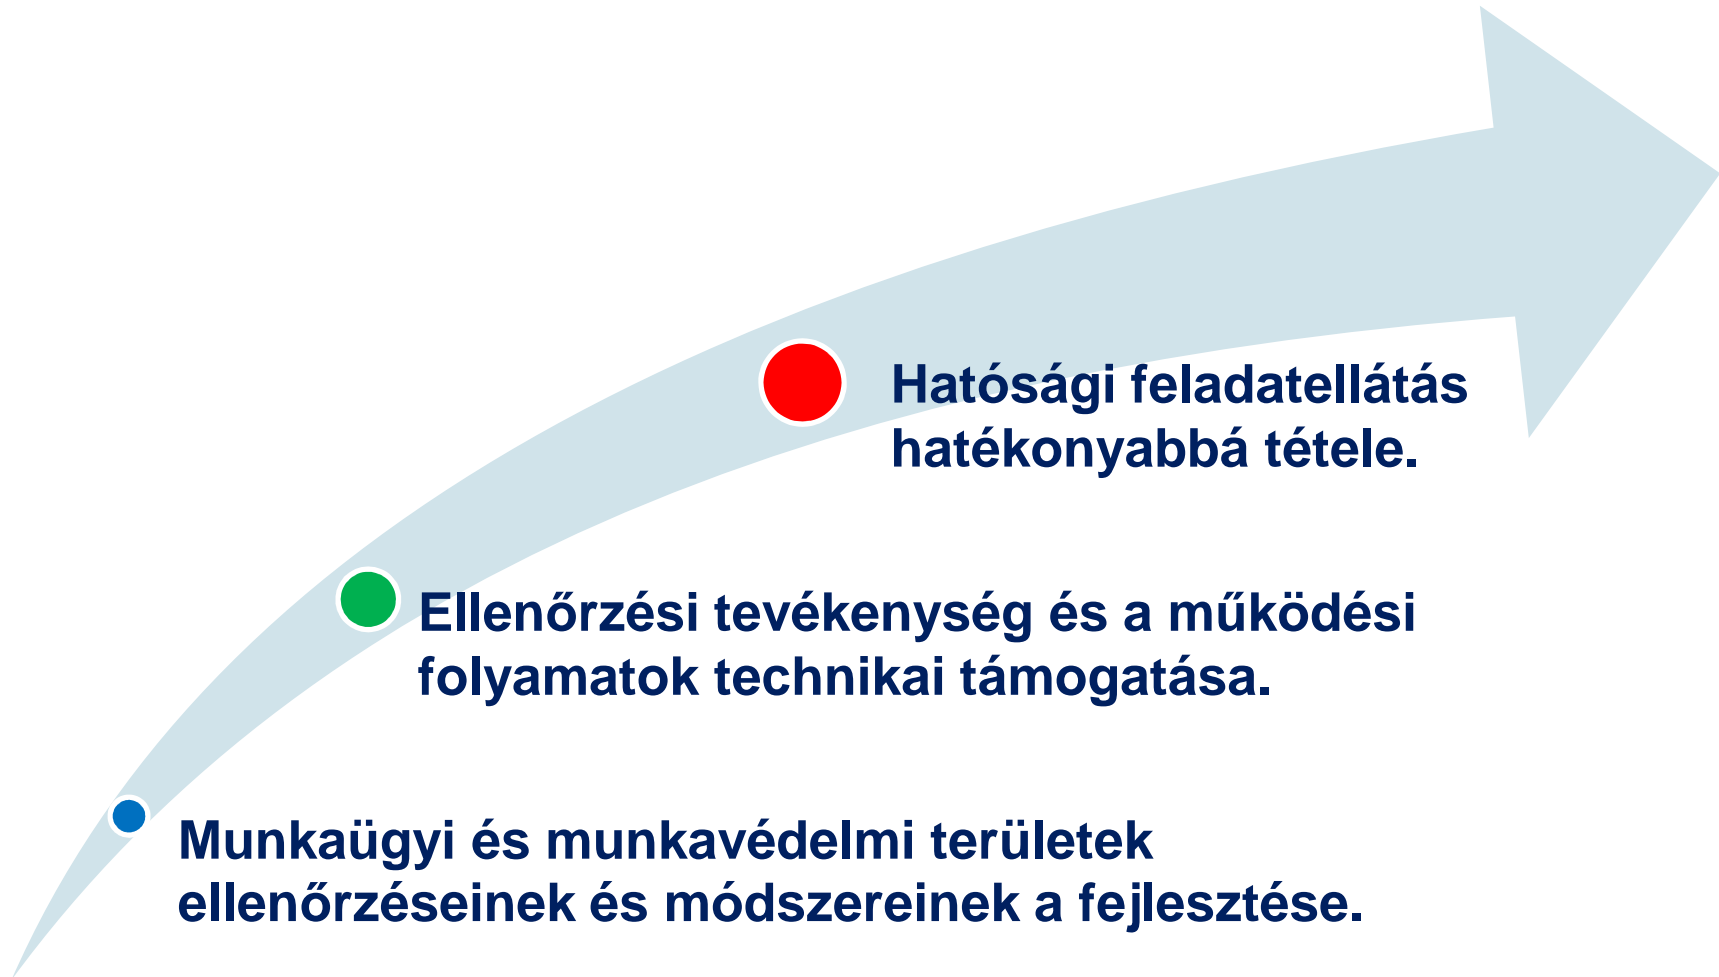 Hatósági feladatellátás
hatékonyabbá tétele.
Ellenőrzési tevékenység és a működési
folyamatok technikai támogatása.
Munkaügyi és munkavédelmi területek
ellenőrzéseinek és módszereinek a fejlesztése.